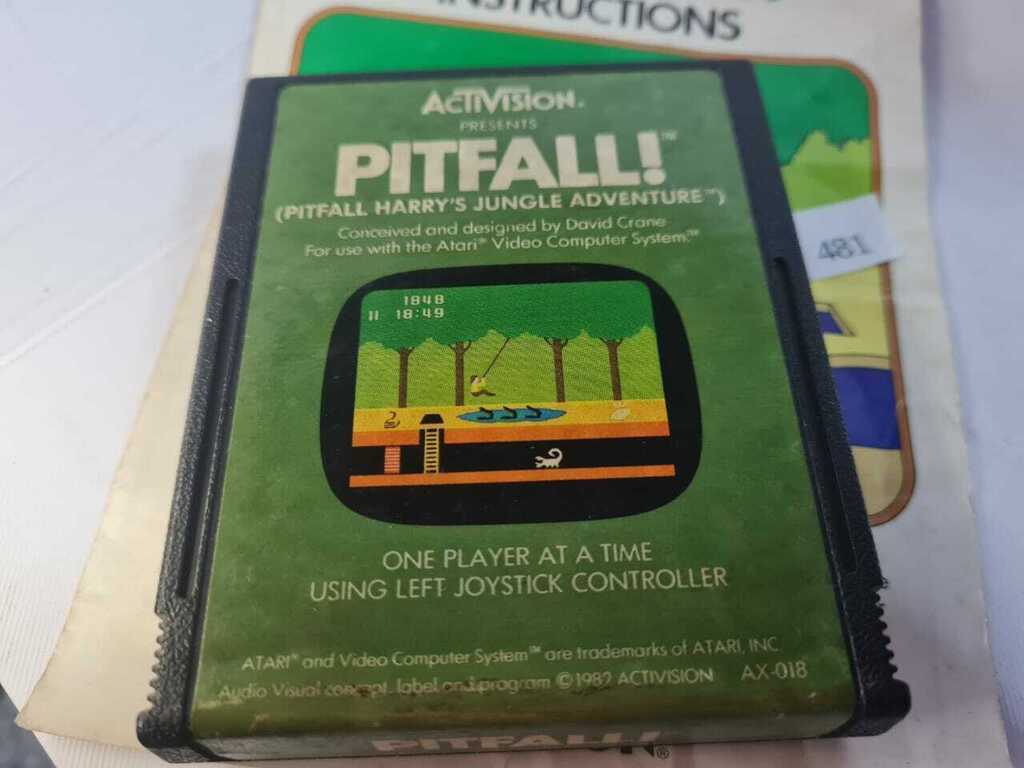 INSTRUCTIONS
ACTIVISION®
PRESENTS
PITFALL!™
(PITFALL HARRY'S JUNGLE ADVENTURE™)
Conceived and designed by David Crane
For use with the Atari® Video Computer System.™
481
1848
II 18:49
ONE PLAYER AT A TIME
USING LEFT JOYSTICK CONTROLLER
ATARI® and Video Computer System™ are trademarks of ATARI, INC
Audio Visual concept, label and program ©1982 ACTIVISION AX-018
PITFALL!